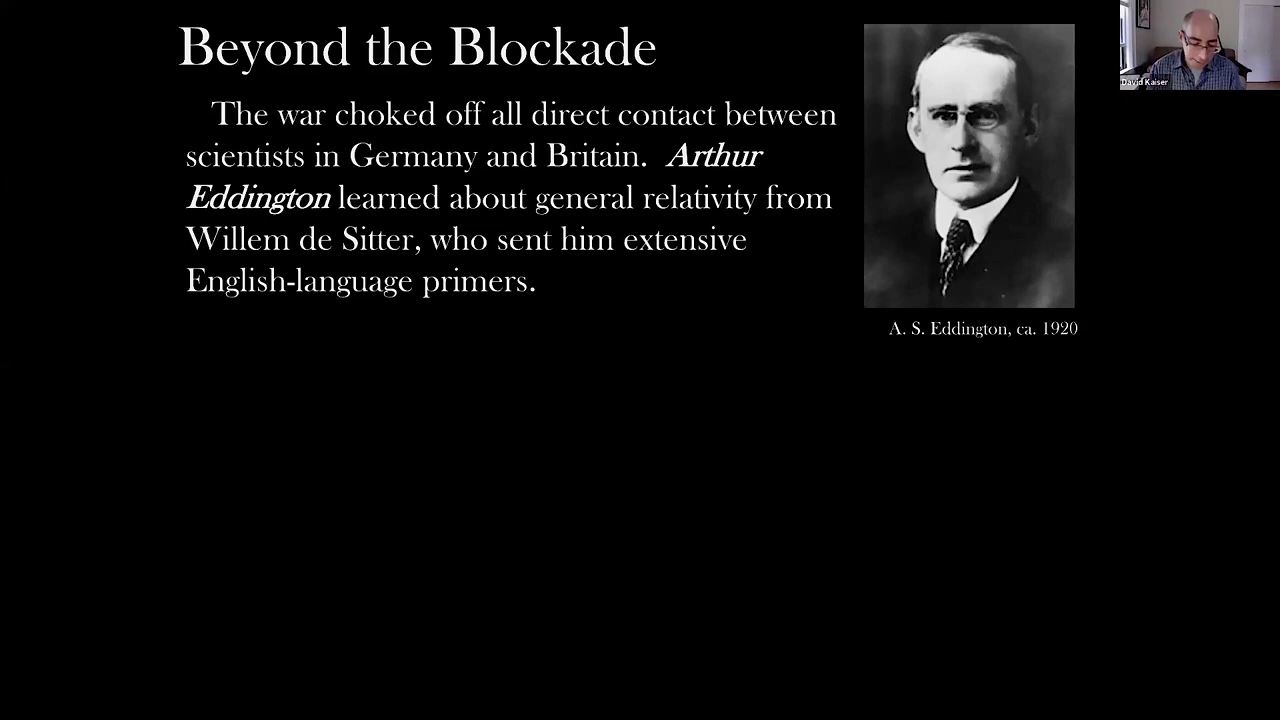 Beyond the Blockade
The war choked off all direct contact between
scientists in Germany and Britain. Arthur
Eddington learned about general relativity from
Willem de Sitter, who sent him extensive
English-language primers.
A. S. Eddington, ca. 1920
David Kaiser